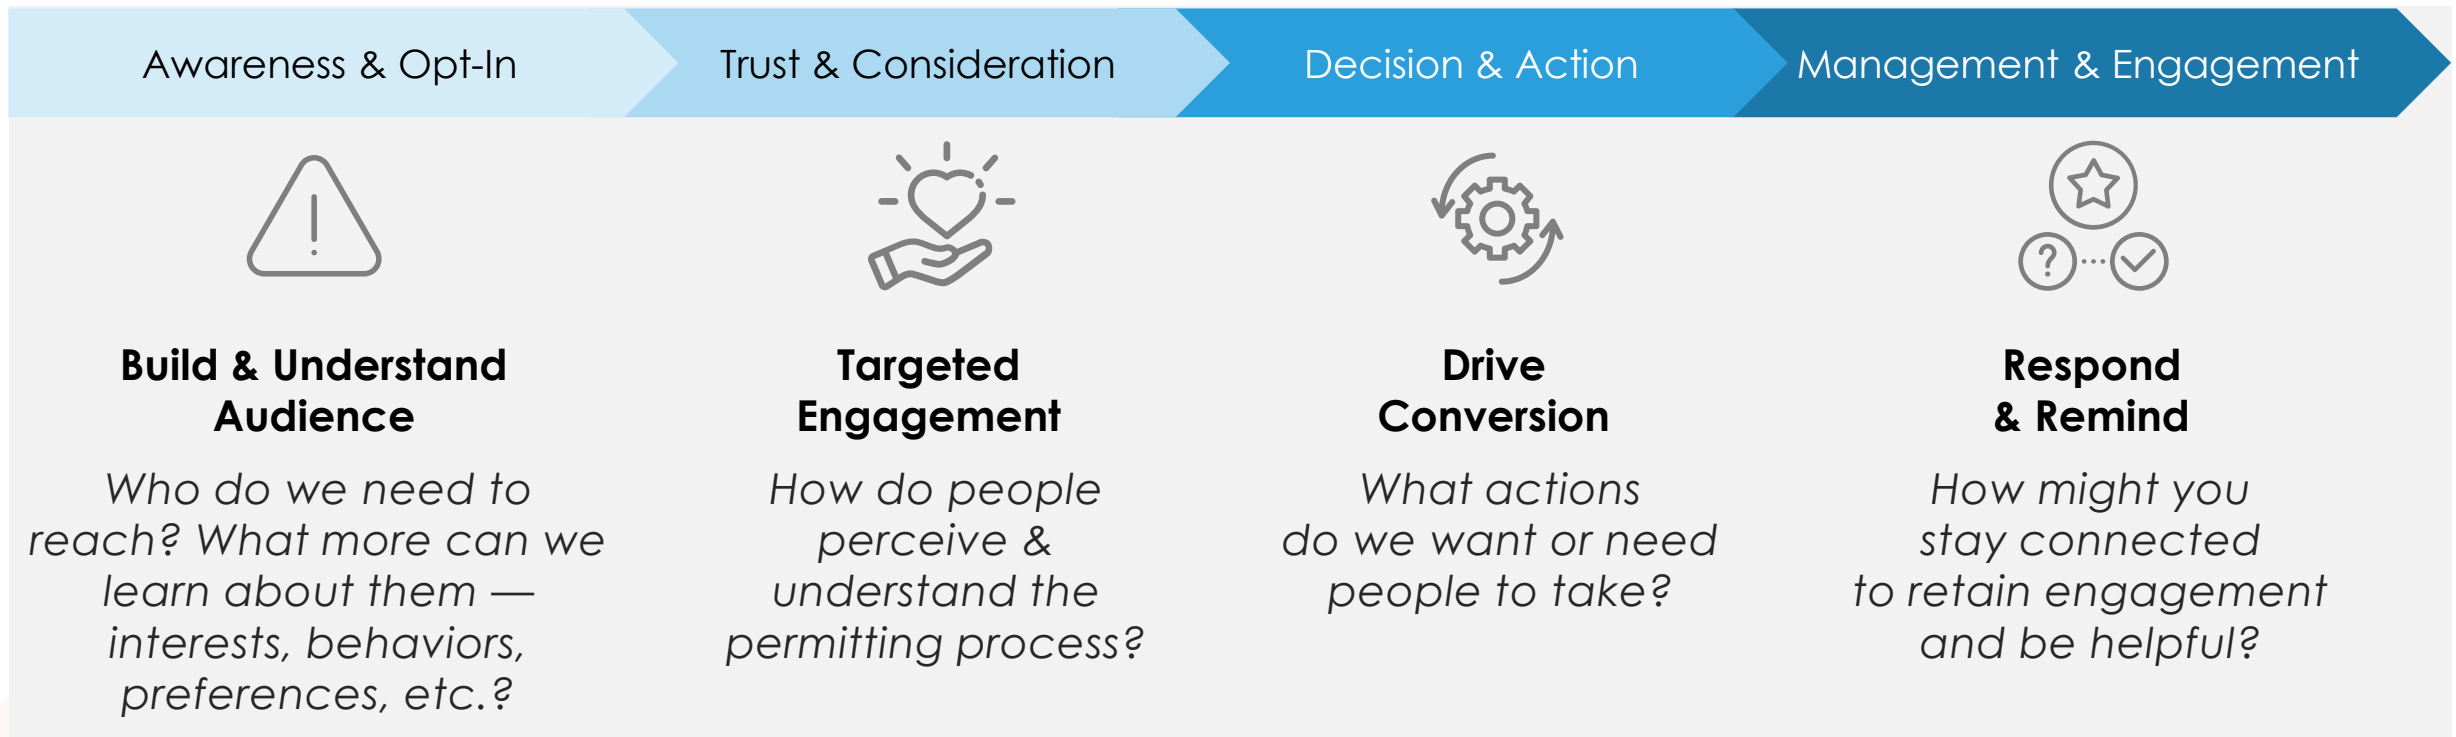 Awareness & Opt-In
Trust & Consideration
Decision & Action
Management & Engagement
Build & Understand
Audience
Who do we need to
reach? What more can we
learn about them —
interests, behaviors,
preferences, etc.?
Targeted
Engagement
How do people
perceive &
understand the
permitting process?
Drive
Conversion
What actions
do we want or need
people to take?
?
Respond
& Remind
How might you
stay connected
to retain engagement
and be helpful?